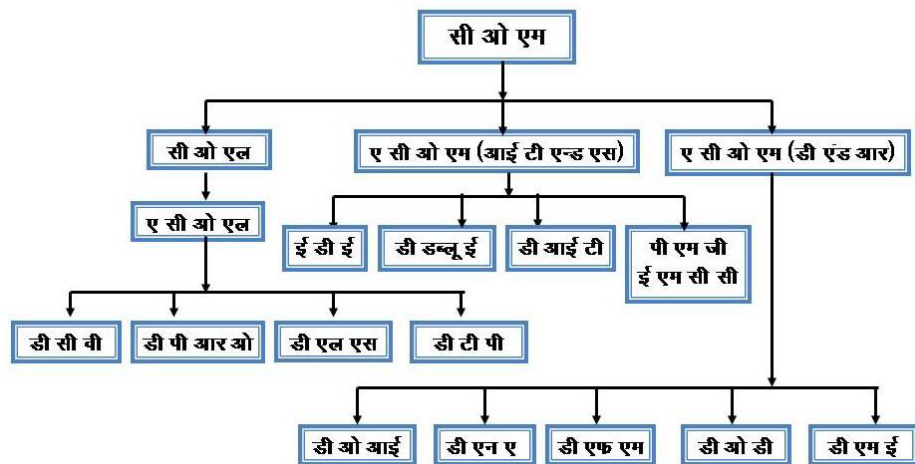 सी ओ एम
सी ओ एल
ए सी ओ एम (आई टी एन्ड एस)
ए सी ओ एम (डी एंड आर)
ए सी ओ एल
ई डी ई
डी डब्लू ई
डी आई टी
पी एम जी
ई एम सी सी
डी सी वी
डी पी आर ओ
डी एल एस
डी टी पी
डी ओ आई
डी एन ए
डी एफ एम
डी ओ डी
डी एम ई